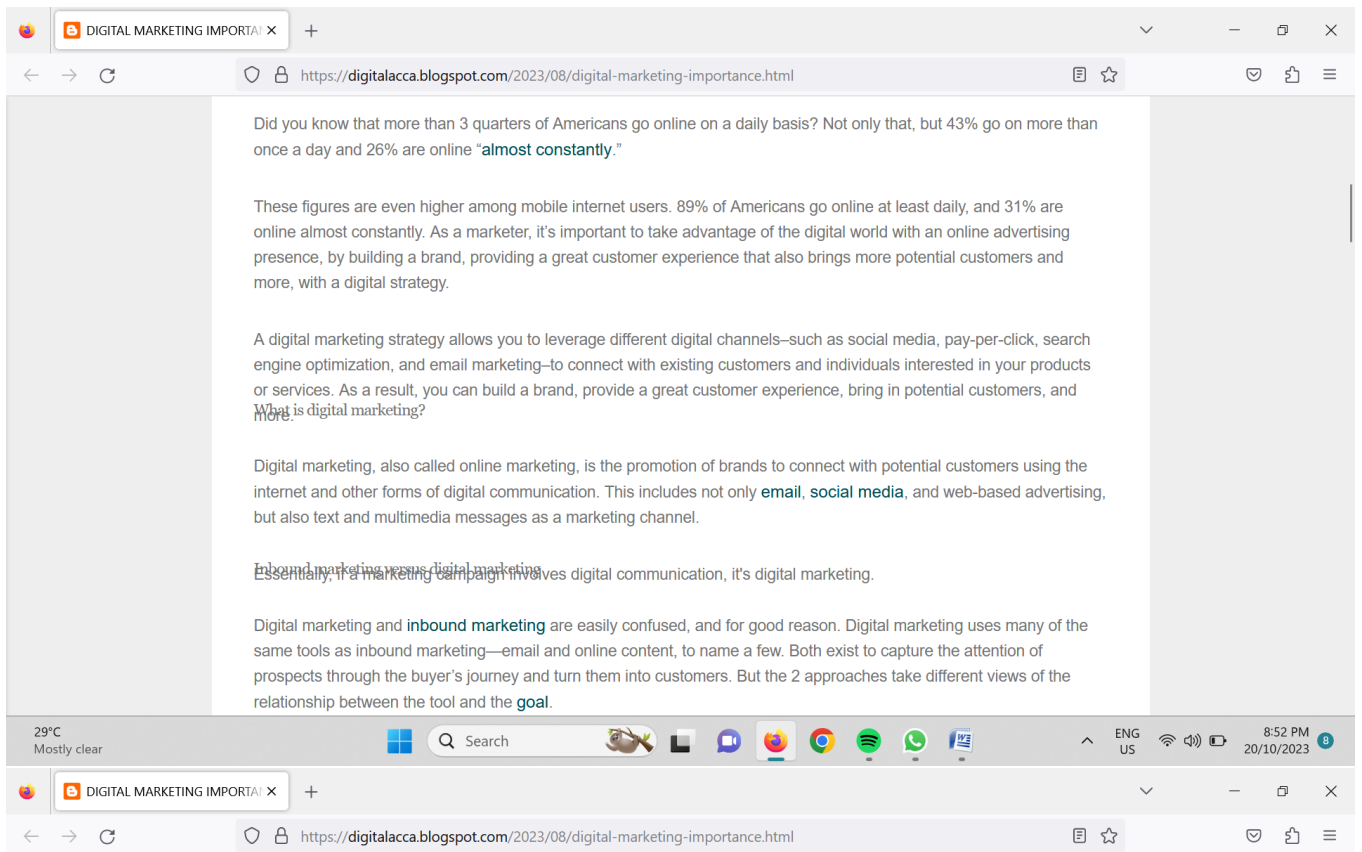 DIGITAL MARKETING IMPORTA
https://digitalacca.blogspot.com/2023/08/digital-marketing-importance.html
Did you know that more than 3 quarters of Americans go online on a daily basis? Not only that, but 43% go on more than
once a day and 26% are online “almost constantly.”
These figures are even higher among mobile internet users. 89% of Americans go online at least daily, and 31% are
online almost constantly. As a marketer, it’s important to take advantage of the digital world with an online advertising
presence, by building a brand, providing a great customer experience that also brings more potential customers and
more, with a digital strategy.
A digital marketing strategy allows you to leverage different digital channels–such as social media, pay-per-click, search
engine optimization, and email marketing–to connect with existing customers and individuals interested in your products
or services. As a result, you can build a brand, provide a great customer experience, bring in potential customers, and
more.
What is digital marketing?
Digital marketing, also called online marketing, is the promotion of brands to connect with potential customers using the
internet and other forms of digital communication. This includes not only email, social media, and web-based advertising,
but also text and multimedia messages as a marketing channel.
Inbound marketing versus digital marketing
Essentially, if a marketing campaign involves digital communication, it's digital marketing.
Digital marketing and inbound marketing are easily confused, and for good reason. Digital marketing uses many of the
same tools as inbound marketing—email and online content, to name a few. Both exist to capture the attention of
prospects through the buyer’s journey and turn them into customers. But the 2 approaches take different views of the
relationship between the tool and the goal.
29°C
Mostly clear
Search
ENG
US
8:52 PM
20/10/2023
8
DIGITAL MARKETING IMPORTA
https://digitalacca.blogspot.com/2023/08/digital-marketing-importance.html